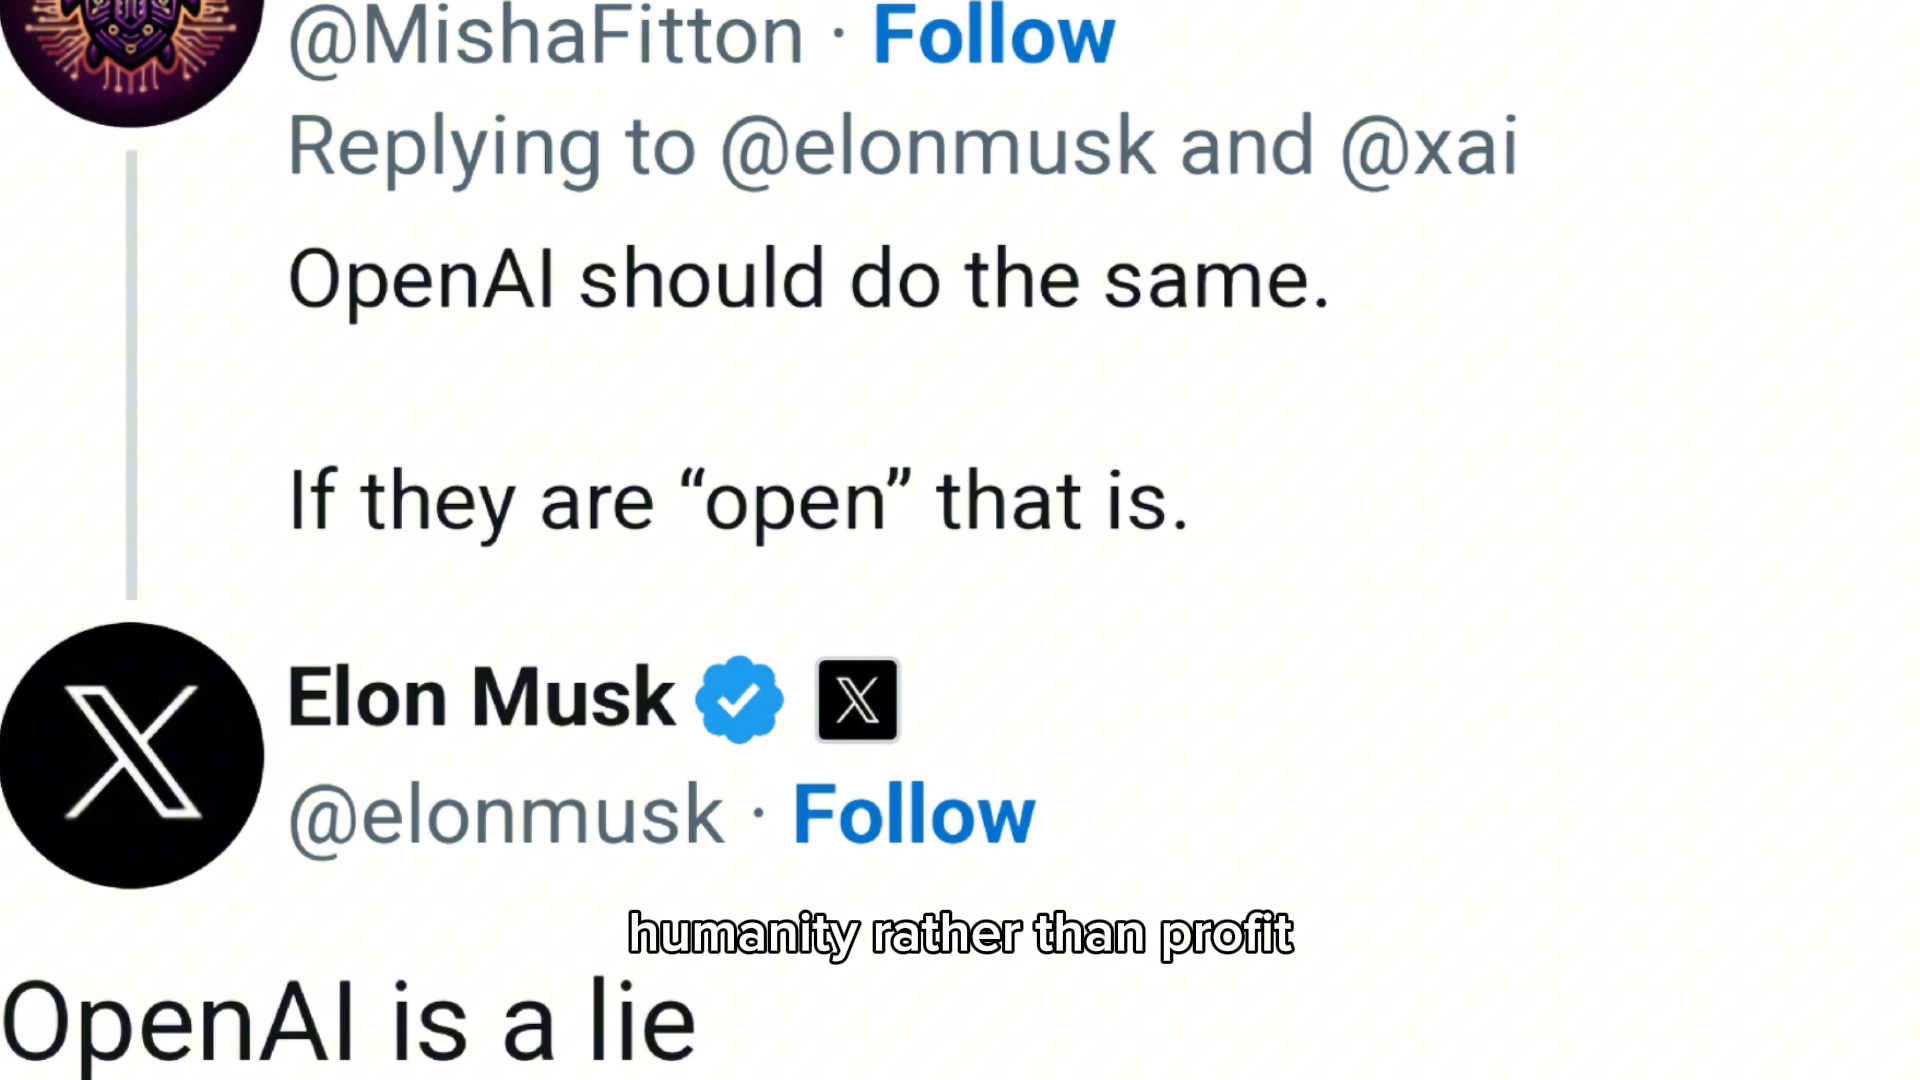 @MishaFitton · Follow
Replying to @elonmusk and @xai
OpenAI should do the same.
If they are “open” that is.
Elon Musk
@elonmusk · Follow
humanity rather than profit
OpenAI is a lie